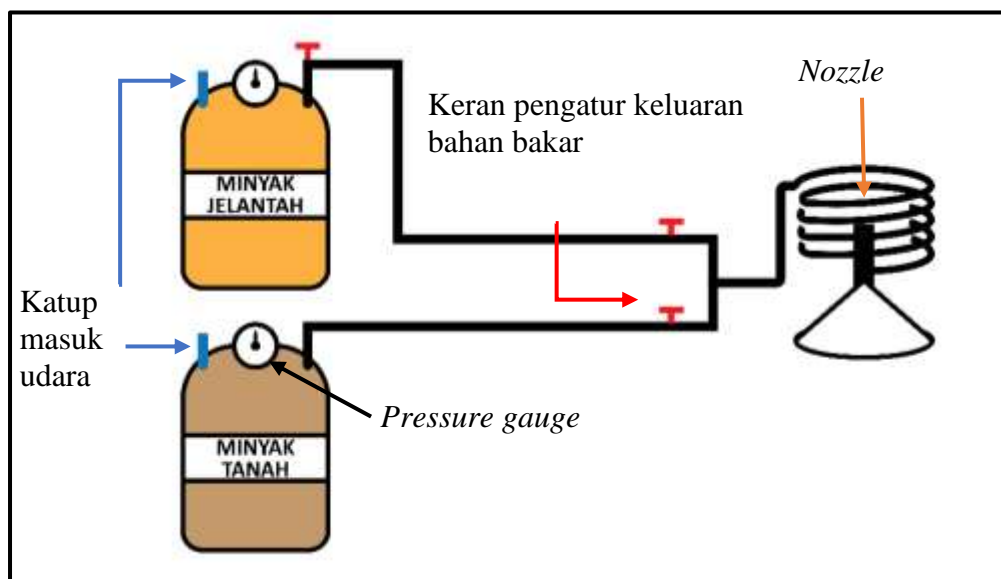 Nozzle
Keran pengatur keluaran
bahan bakar
MINYAK
JELANTAH
Katup
masuk
udara
Pressure gauge
MINYAK
TANAH